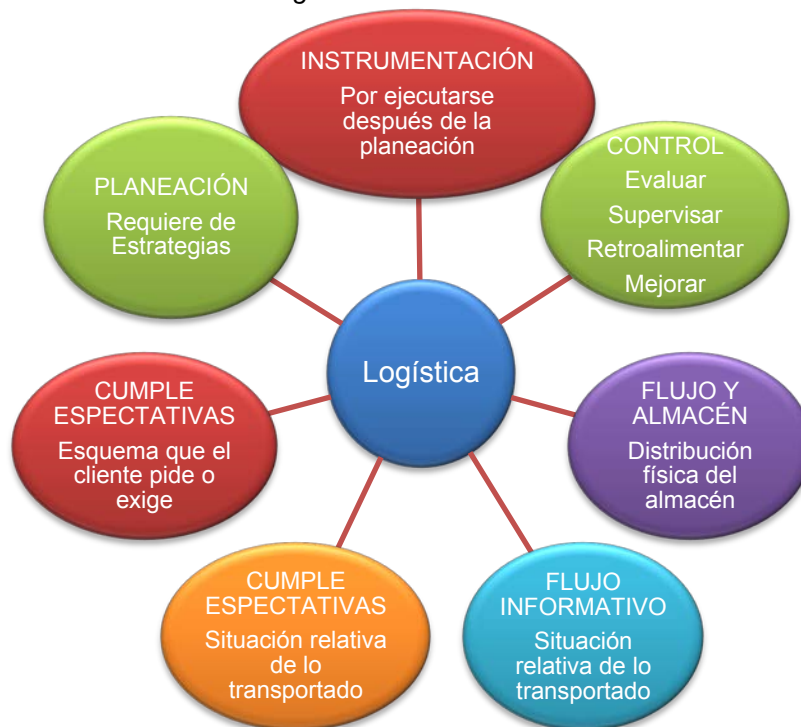 INSTRUMENTACIÓN
Por ejecutarse
después de la
planeación
CONTROL
Evaluar
Supervisar
Retroalimentar
Mejorar
FLUJO Y
ALMACÉN
Distribución
física del
almacén
FLUJO
INFORMATIVO
Situación
relativa de lo
transportado
CUMPLE
ESPECTATIVAS
Situación relativa
de lo
transportado
CUMPLE
ESPECTATIVAS
Esquema que el
cliente pide o
exige
PLANEACIÓN
Requiere de
Estrategias
Logística